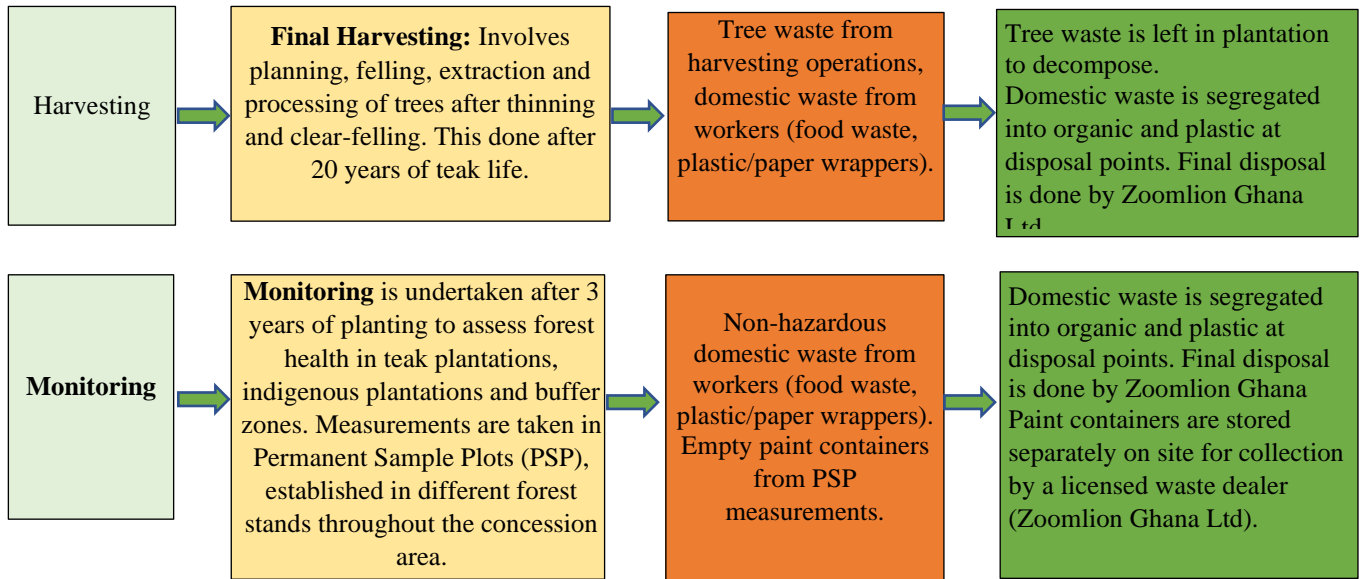 Harvesting
Final Harvesting: Involves
planning, felling, extraction and
processing of trees after thinning
and clear-felling. This done after
20 years of teak life.
Tree waste from
harvesting operations,
domestic waste from
workers (food waste,
plastic/paper wrappers).
Tree waste is left in plantation
to decompose.
Domestic waste is segregated
into organic and plastic at
disposal points. Final disposal
is done by Zoomlion Ghana
Ltd
Monitoring
Monitoring is undertaken after 3
years of planting to assess forest
health in teak plantations,
indigenous plantations and buffer
zones. Measurements are taken in
Permanent Sample Plots (PSP),
established in different forest
stands throughout the concession
area.
Non-hazardous
domestic waste from
workers (food waste,
plastic/paper wrappers).
Empty paint containers
from PSP
measurements.
Domestic waste is segregated
into organic and plastic at
disposal points. Final disposal
is done by Zoomlion Ghana
Paint containers are stored
separately on site for collection
by a licensed waste dealer
(Zoomlion Ghana Ltd).